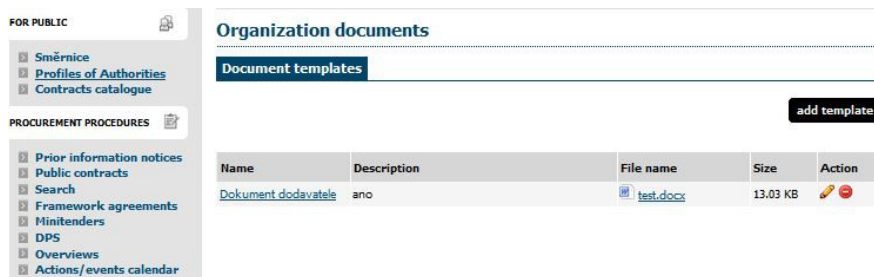 FOR PUBLIC
Směrnice
Profiles of Authorities
Contracts catalogue
PROCUREMENT PROCEDURES
Prior information notices
Public contracts
Search
Framework agreements
Minitenders
DPS
Overviews
Actions/events calendar
Organization documents
Document templates
add template
Name Description File name Size Action
Dokument dodavatele ano test.docx 13.03 KB